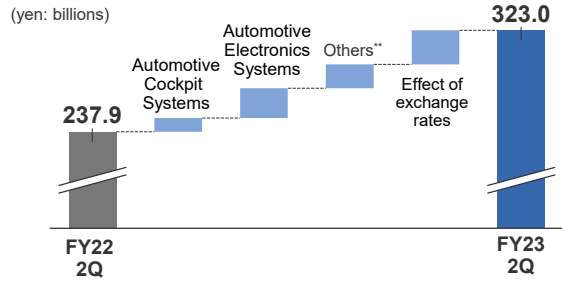 (yen: billions)
237.9
Automotive
Cockpit
Systems
Automotive
Electronics
Systems
Others**
Effect of
exchange
rates
323.0
FY22
2Q
FY23
2Q